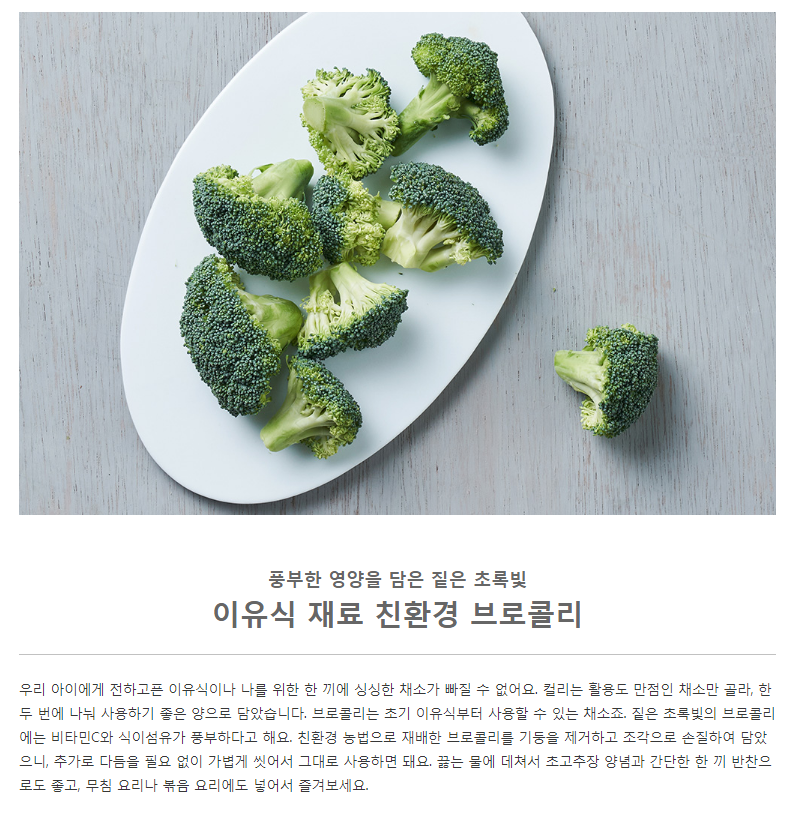 풍부한 영양을 담은 짙은 초록빛
이유식 재료 친환경 브로콜리
우리 아이에게 전하고픈 이유식이나 나를 위한 한 끼에 싱싱한 채소가 빠질 수 없어요. 컬리는 활용도 만점인 채소만 골라, 한
두 번에 나눠 사용하기 좋은 양으로 담았습니다. 브로콜리는 초기 이유식부터 사용할 수 있는 채소죠. 짙은 초록빛의 브로콜리
에는 비타민C와 식이섬유가 풍부하다고 해요. 친환경 농법으로 재배한 브로콜리를 기둥을 제거하고 조각으로 손질하여 담았
으니, 추가로 다듬을 필요 없이 가볍게 씻어서 그대로 사용하면 돼요. 끓는 물에 데쳐서 초고추장 양념과 간단한 한 끼 반찬으
로도 좋고, 무침 요리나 볶음 요리에도 넣어서 즐겨보세요.